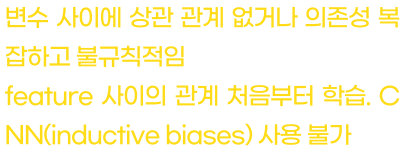 변수 사이에 상관 관계 없거나 의존성 복
잡하고 불규칙적임
feature 사이의 관계 처음부터 학습. C
NN(inductive biases) 사용 불가